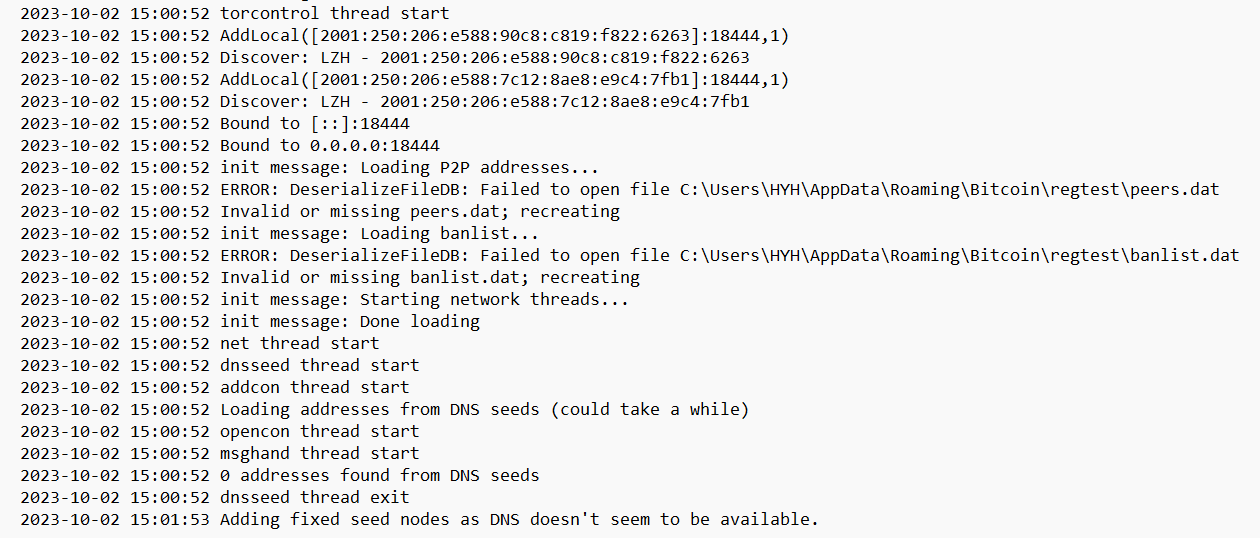 2023-10-02 15:00:52 torcontrol thread start
2023-10-02 15:00:52 AddLocal([2001:250:206:e588:90c8:c819:f822:6263]:18444,1)
2023-10-02 15:00:52 Discover: LZH - 2001:250:206:e588:90c8:c819:f822:6263
2023-10-02 15:00:52 AddLocal([2001:250:206:e588:7c12:8ae8:e9c4:7fb1]:18444,1)
2023-10-02 15:00:52 Discover: LZH - 2001:250:206:e588:7c12:8ae8:e9c4:7fb1
2023-10-02 15:00:52 Bound to [::]:18444
2023-10-02 15:00:52 Bound to 0.0.0.0:18444
2023-10-02 15:00:52 init message: Loading P2P addresses...
2023-10-02 15:00:52 ERROR: DeserializeFileDB: Failed to open file C:\Users\HYH\AppData\Roaming\Bitcoin\regtest\peers.dat
2023-10-02 15:00:52 Invalid or missing peers.dat; recreating
2023-10-02 15:00:52 init message: Loading banlist...
2023-10-02 15:00:52 ERROR: DeserializeFileDB: Failed to open file C:\Users\HYH\AppData\Roaming\Bitcoin\regtest\banlist.dat
2023-10-02 15:00:52 Invalid or missing banlist.dat; recreating
2023-10-02 15:00:52 init message: Starting network threads...
2023-10-02 15:00:52 init message: Done loading
2023-10-02 15:00:52 net thread start
2023-10-02 15:00:52 dnsseed thread start
2023-10-02 15:00:52 addcon thread start
2023-10-02 15:00:52 Loading addresses from DNS seeds (could take a while)
2023-10-02 15:00:52 opencon thread start
2023-10-02 15:00:52 msghand thread start
2023-10-02 15:00:52 0 addresses found from DNS seeds
2023-10-02 15:00:52 dnsseed thread exit
2023-10-02 15:01:53 Adding fixed seed nodes as DNS doesn't seem to be available.